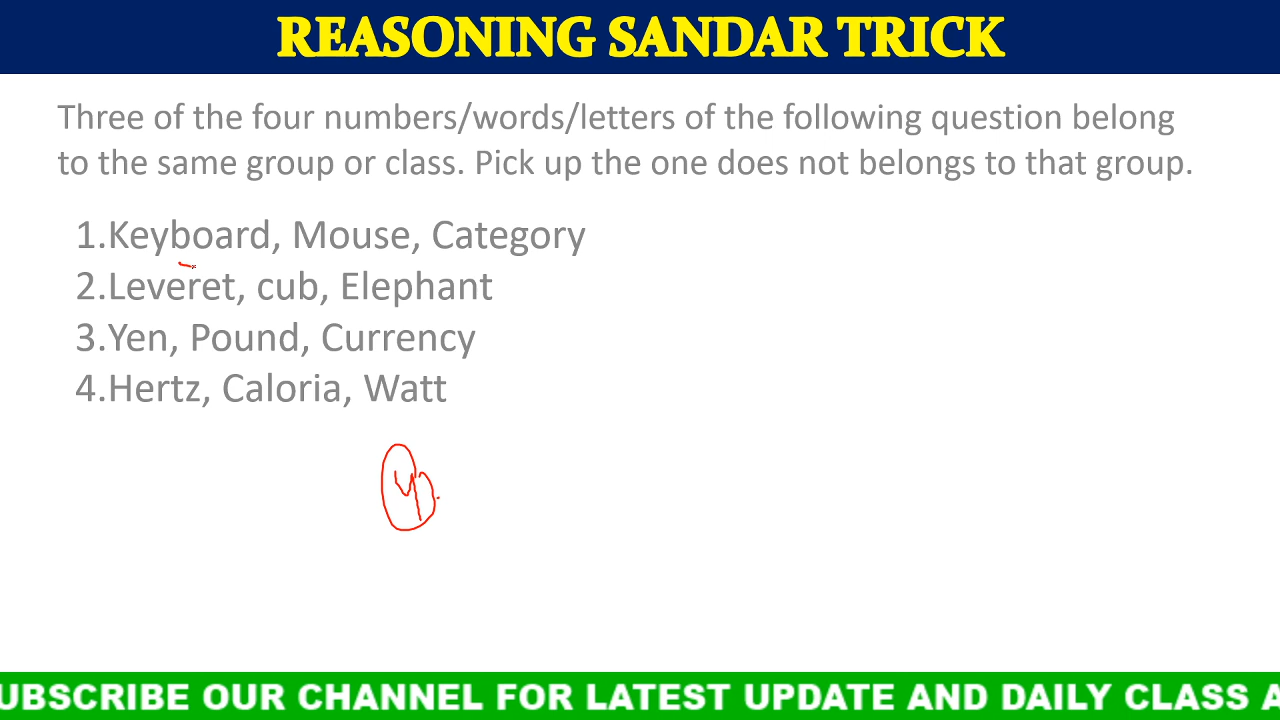 REASONING SANDAR TRICK
Three of the four numbers/words/letters of the following question belong
to the same group or class. Pick up the one does not belongs to that group.
1.Keyboard, Mouse, Category
2.Leveret, cub, Elephant
3.Yen, Pound, Currency
4.Hertz, Caloria, Watt
4
UBSCRIBE OUR CHANNEL FOR LATEST UPDATE AND DAILY CLASS A